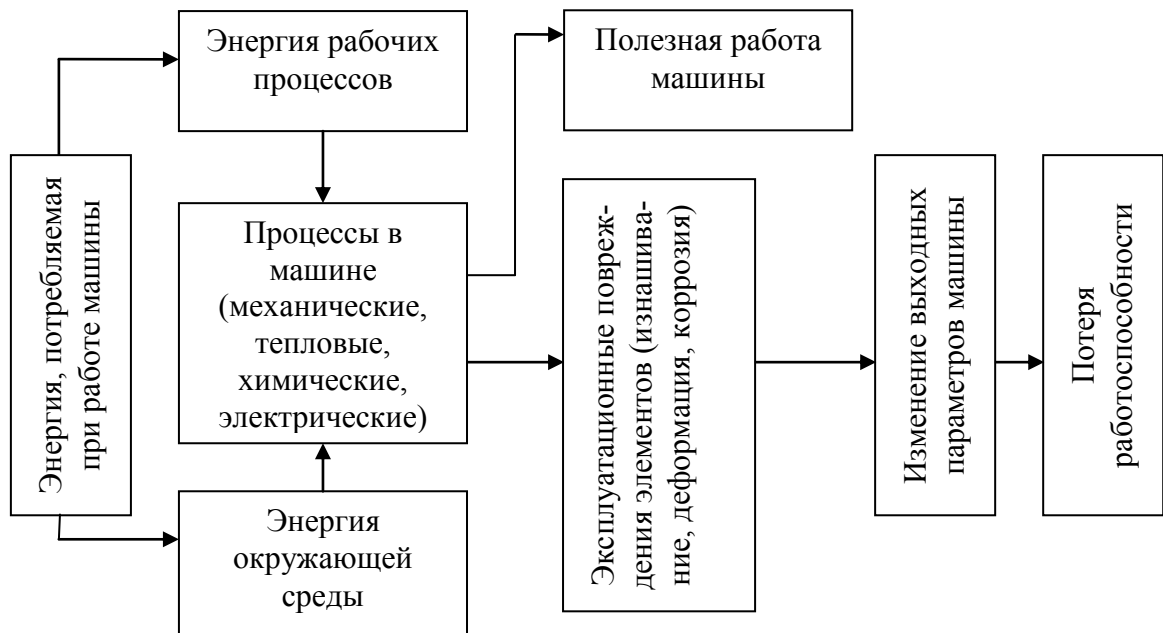 Энергия, потребляемая
при работе машины
Энергия рабочих
процессов
Процессы в
машине
(механические,
тепловые,
химические,
электрические)
Энергия
окружающей
среды
Полезная работа
машины
Эксплуатационные повреж-
дения элементов (изнашива-
ние, деформация, коррозия)
Изменение выходных
параметров машины
Потеря
работоспособности